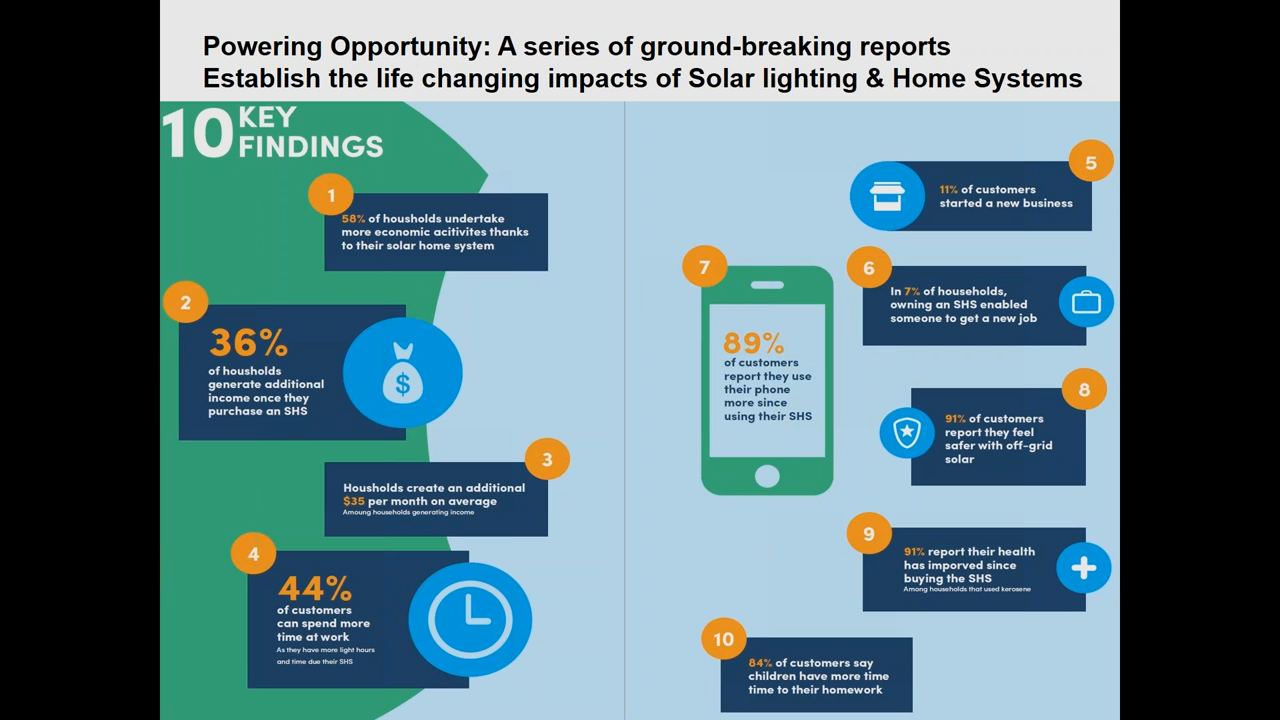 Powering Opportunity: A series of ground-breaking reports
Establish the life changing impacts of Solar lighting & Home Systems
10 KEY
FINDINGS
1
58% of housholds undertake
more economic acitivites thanks
to their solar home system
2
36%
of housholds
generate additional
income once they
purchase an SHS
$
3
Housholds create an additional
$35 per month on average
Amoung households generating income
4
44%
of customers
can spend more
time at work
As they have more light hours
and time due their SHS
5
11% of customers
started a new business
6
In 7% of households,
owning an SHS enabled
someone to get a new job
7
89%
of customers
report they use
their phone
more since
using their SHS
8
91% of customers
report they feel
safer with off-grid
solar
9
91% report their health
has imporved since
buying the SHS
Among households that used kerosene
10
84% of customers say
children have more time
time to their homework